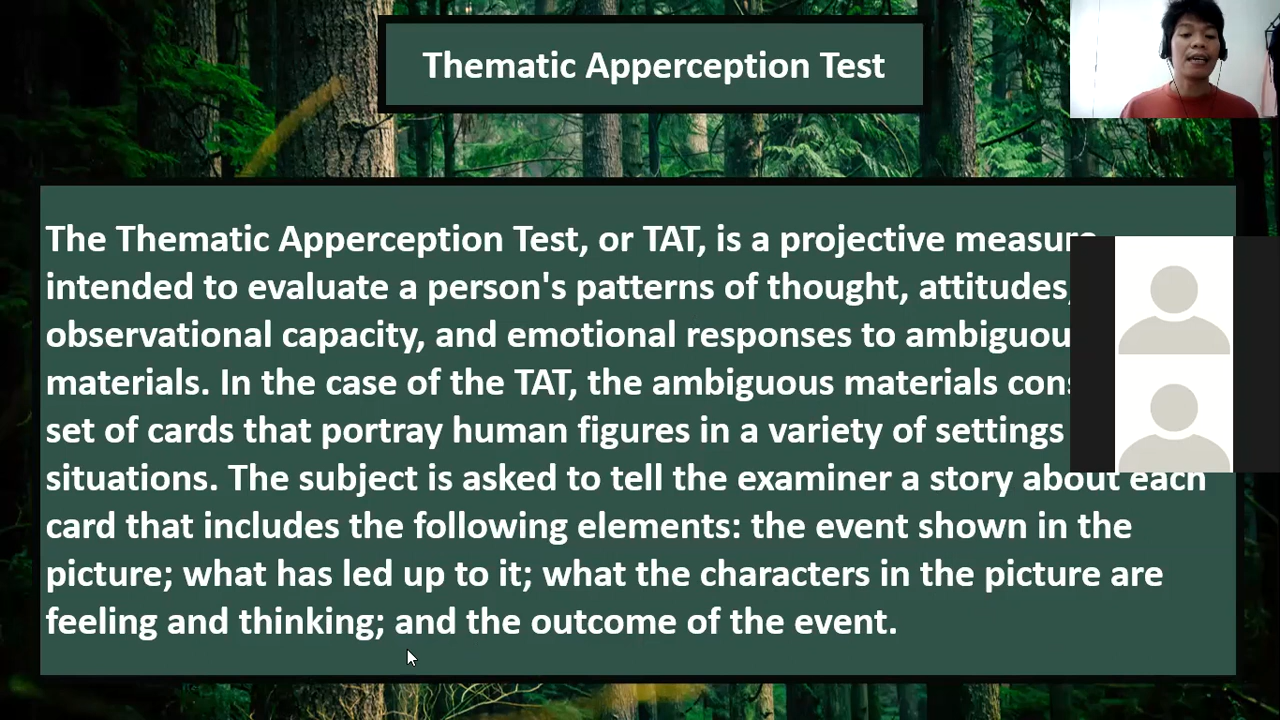 Thematic Apperception Test
The Thematic Apperception Test, or TAT, is a projective measure
intended to evaluate a person's patterns of thought, attitudes,
observational capacity, and emotional responses to
materials. In the case of the TAT, the ambiguous materials
set of cards that portray human figures in a variety of settings
situations. The subject is asked to tell the examiner a story about each
card that includes the following elements: the event shown in the
picture; what has led up to it; what the characters in the picture are
feeling and thinking; and the outcome of the event.